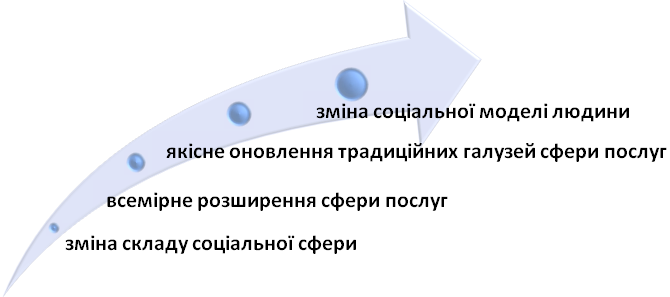 зміна соціальної моделі людини
якісне оновлення традиційних галузей сфери послуг
всемірне розширення сфери послуг
зміна складу соціальної сфери